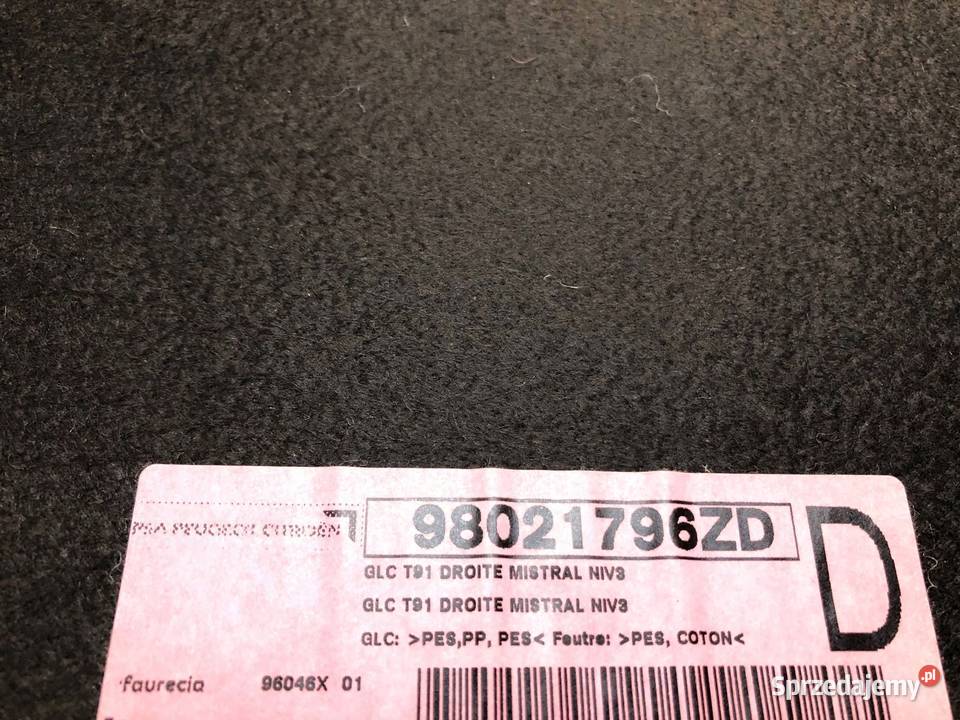 PSA PEUGEOT CITROËN
98021796ZD
D
GLC T91 DROITE MISTRAL NIV3
GLC T91 DROITE MISTRAL NIV3
GLC: >PES,PP, PES< Feutre: >PES, COTON<
faurecia 96046X 01
Sprzedajemy.pl